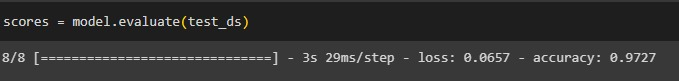 scores = model.evaluate(test_ds)
8/8 [==============================] - 3s 29ms/step - loss: 0.0657 - accuracy: 0.9727